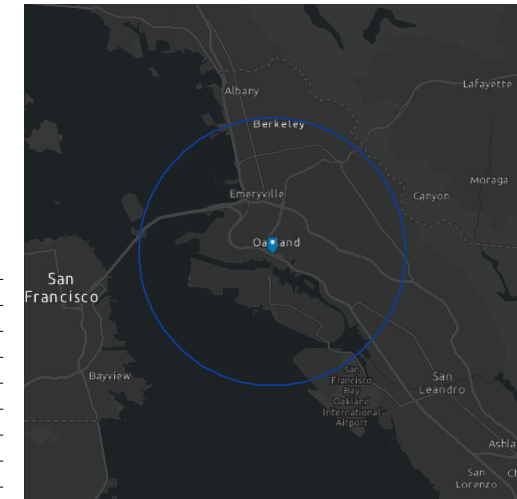 Albany
Lafayette
Berkeley
Moraga
Emeryville
Canyon
Oakland
San
Francisco
Bayview
San
Francisco
Bay
Oakland
International
Airport
San
Leandro
Ashla
San
Lorenzo
Ch